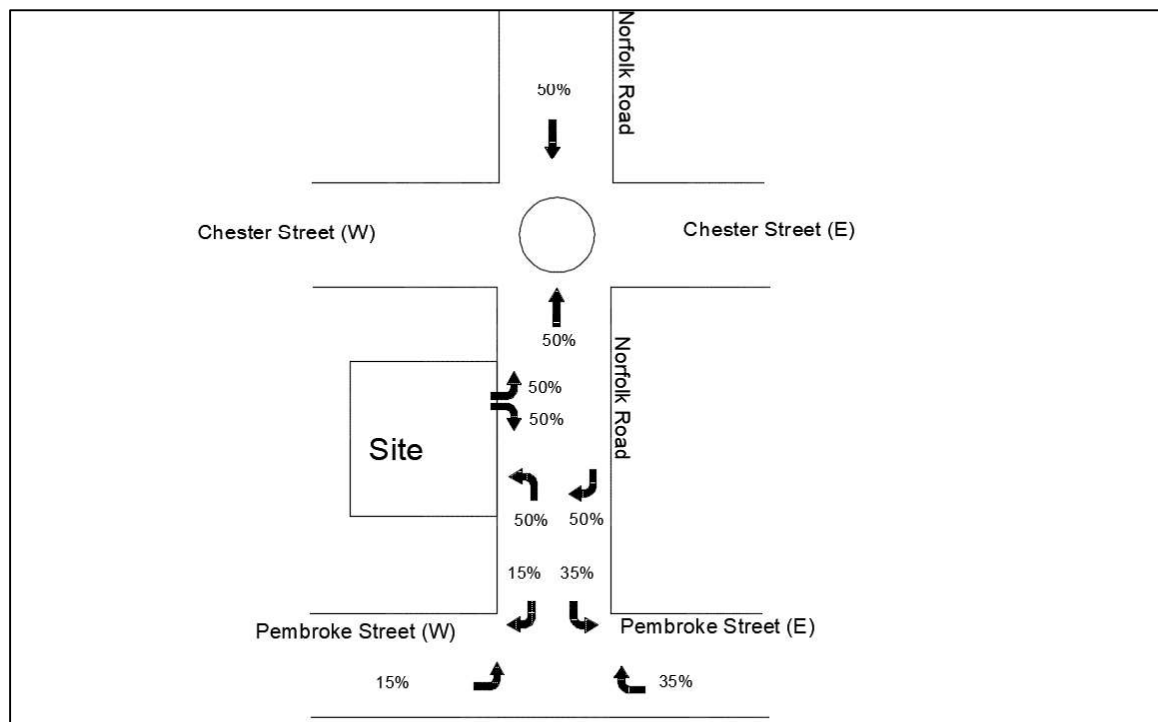 Norfolk Road
50%
Chester Street (W)
Chester Street (E)
50%
Norfolk Road
50%
50%
Site
50%
50%
15%
35%
Pembroke Street (W)
Pembroke Street (E)
15%
35%